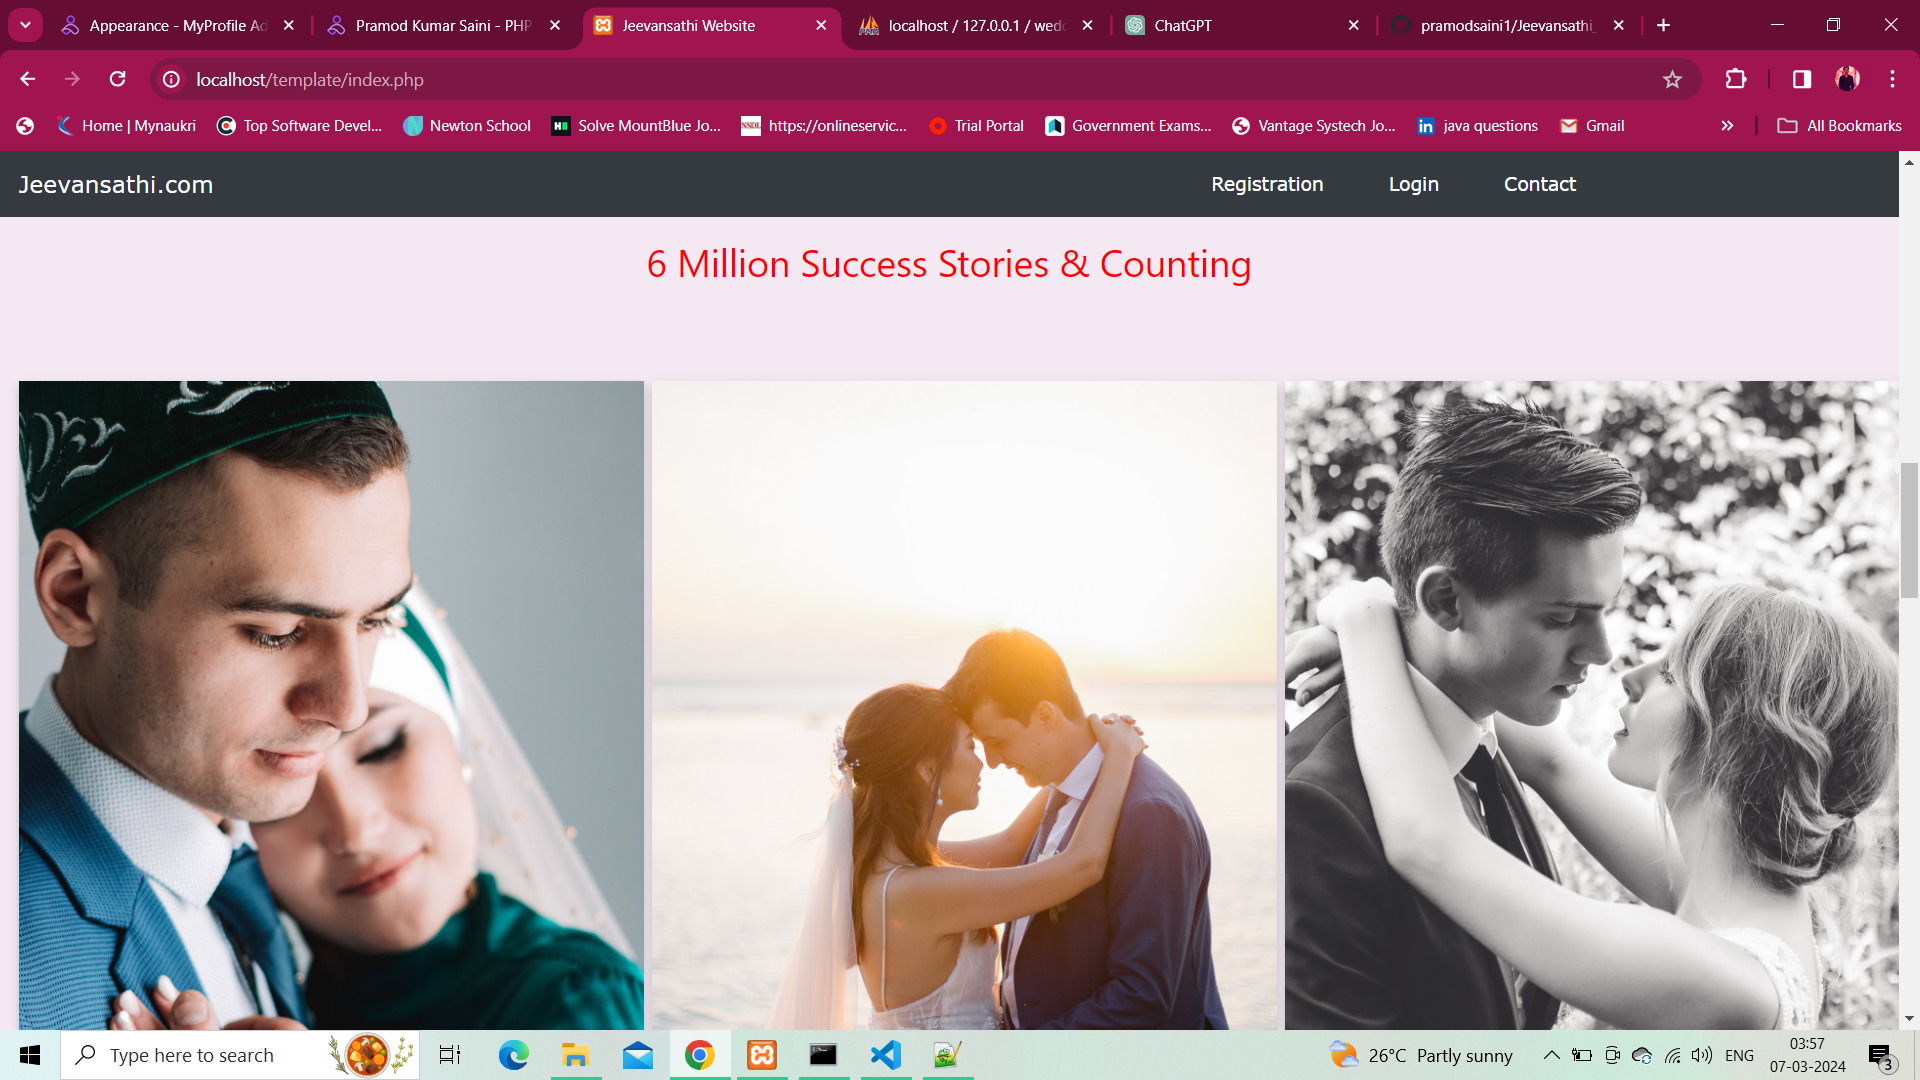 Appearance - MyProfile Ad
Pramod Kumar Saini - PHP
Jeevansathi Website
localhost / 127.0.0.1 / wedd
ChatGPT
pramodsaini1/Jeevansathi_
localhost/template/index.php
Home | Mynaukri
Top Software Devel...
Newton School
Solve MountBlue Jo...
NSDL
https://onlineservic...
Trial Portal
Government Exams...
Vantage Systech Jo...
java questions
Gmail
All Bookmarks
Jeevansathi.com
Registration
Login
Contact
6 Million Success Stories & Counting
Type here to search
26°C Partly sunny
ENG
03:57
07-03-2024
3